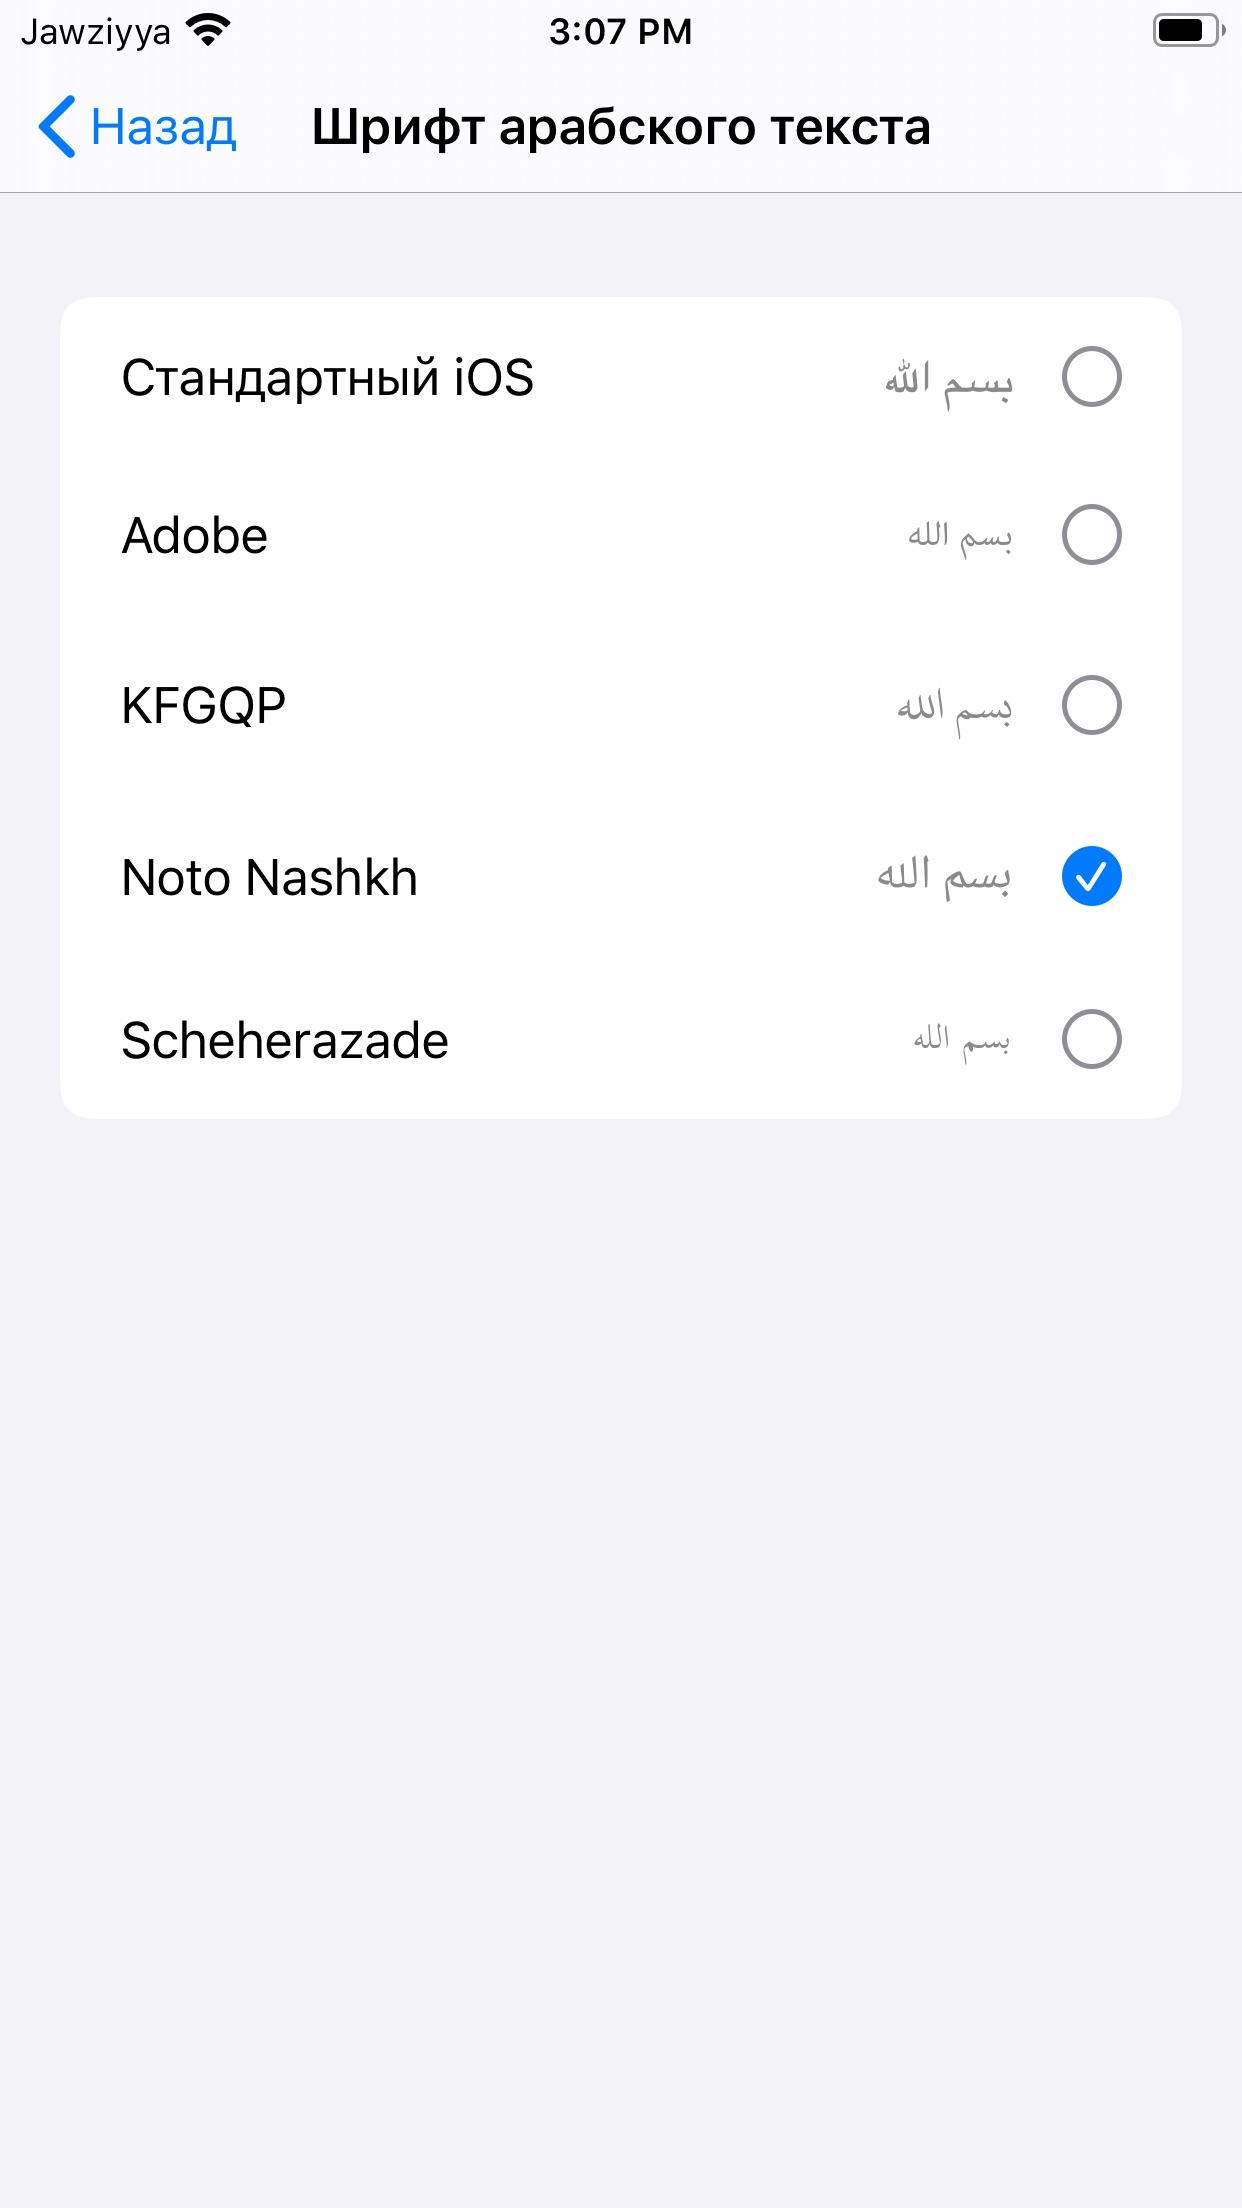 Jawziyya 3:07 PM
Назад Шрифт арабского текста
Стандартный iOS بسم الله
Adobe بسم الله
KFGQP بسم الله
Noto Nashkh بسم الله
Scheherazade بسم الله